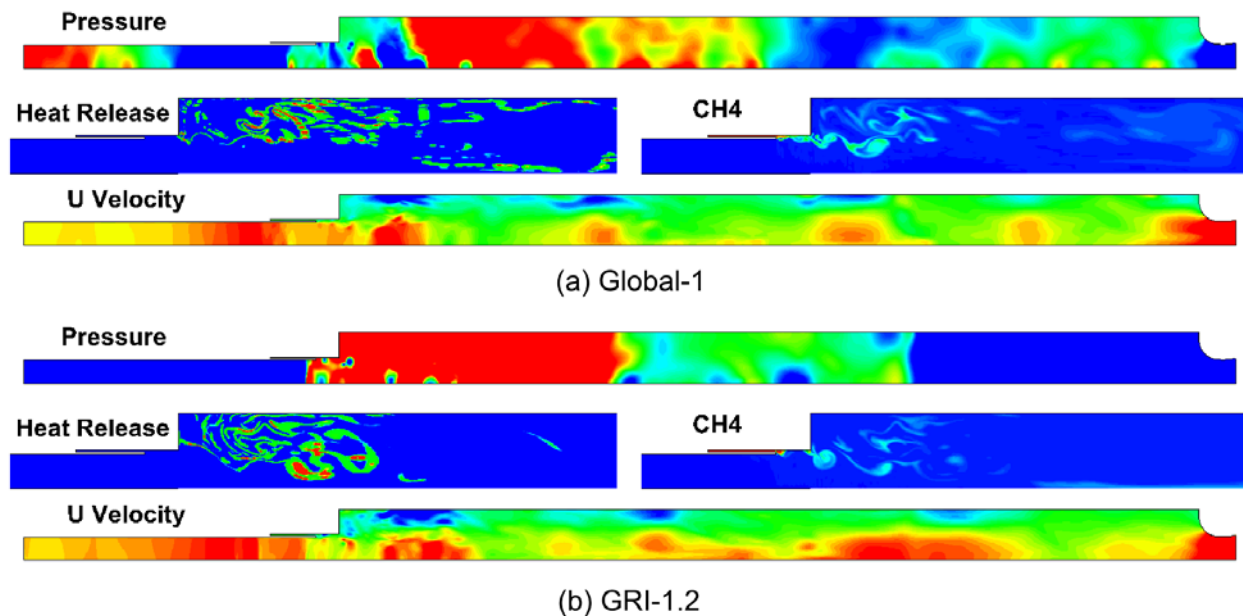 Pressure
Heat Release
CH4
U Velocity
(a) Global-1
Pressure
Heat Release
CH4
U Velocity
(b) GRI-1.2